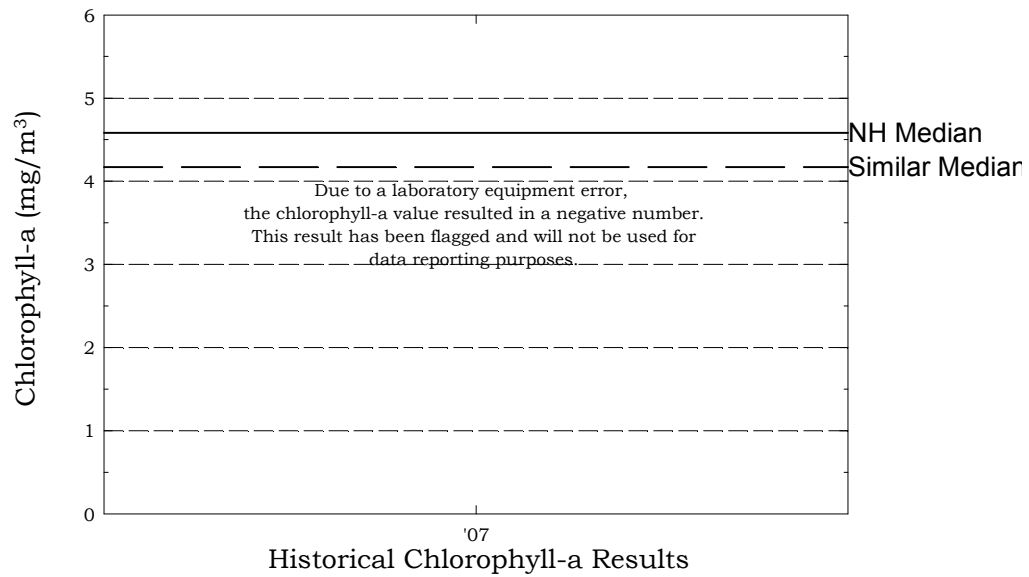 6
5
4
3
2
1
0
Chlorophyll-a (mg/m³)
NH Median
Similar Median
Due to a laboratory equipment error,
the chlorophyll-a value resulted in a negative number.
This result has been flagged and will not be used for
data reporting purposes.
'07
Historical Chlorophyll-a Results